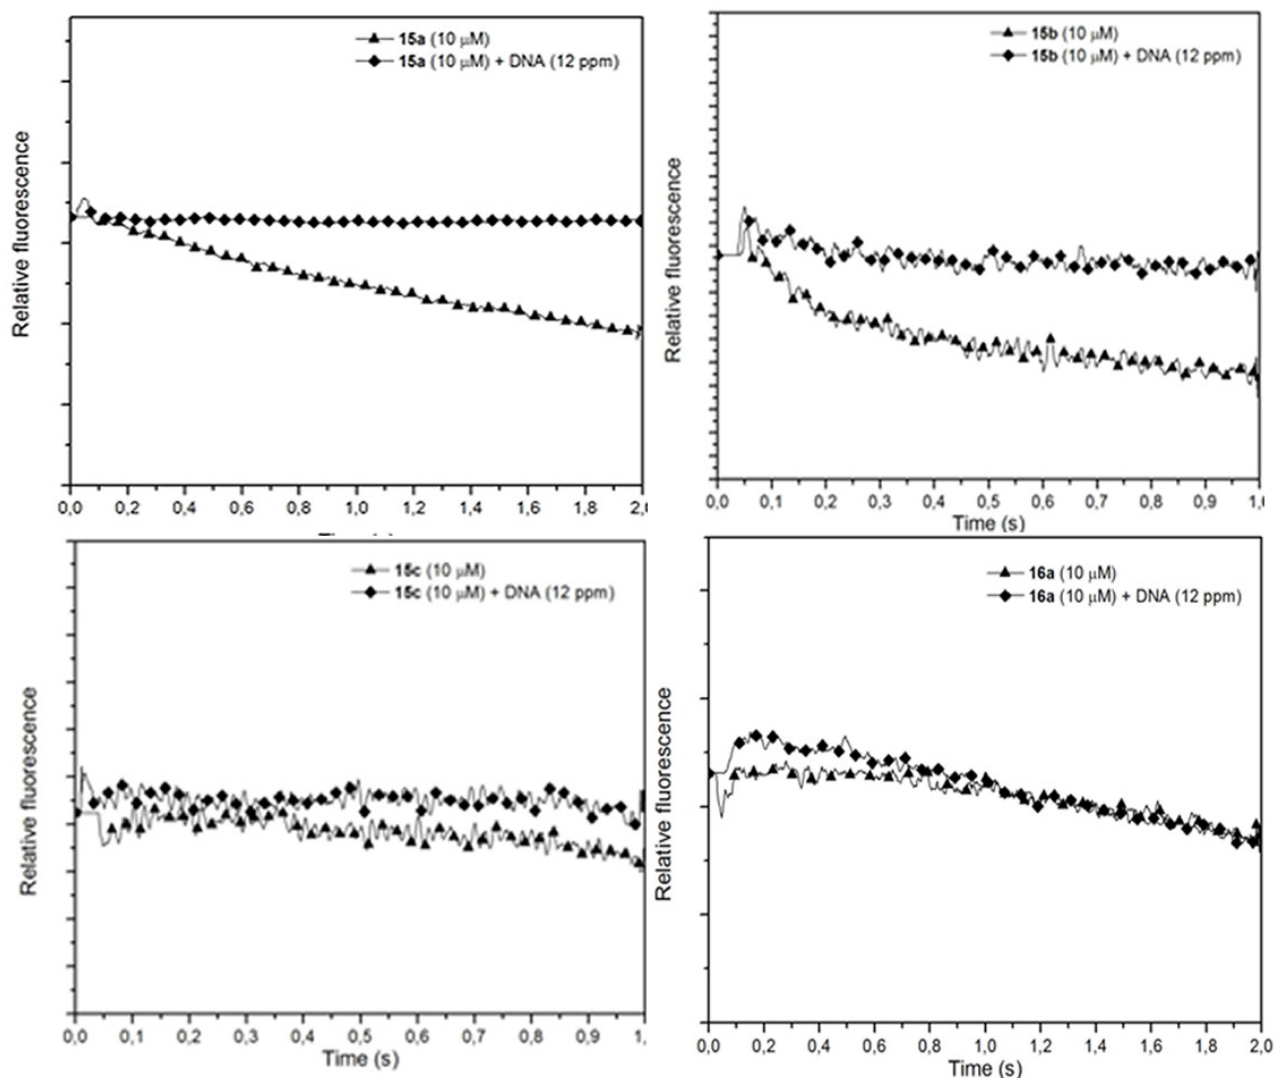 15a (10 μM)
15a (10 μM) + DNA (12 ppm)
Relative fluorescence
0,0 0,2 0,4 0,6 0,8 1,0 1,2 1,4 1,6 1,8 2,0
15b (10 μM)
15b (10 μM) + DNA (12 ppm)
Relative fluorescence
0,0 0,1 0,2 0,3 0,4 0,5 0,6 0,7 0,8 0,9 1,
Time (s)
15c (10 μM)
15c (10 μM) + DNA (12 ppm)
Relative fluorescence
0,0 0,1 0,2 0,3 0,4 0,5 0,6 0,7 0,8 0,9 1,
Time (s)
16a (10 μM)
16a (10 μM) + DNA (12 ppm)
Relative fluorescence
0,0 0,2 0,4 0,6 0,8 1,0 1,2 1,4 1,6 1,8 2,0
Time (s)